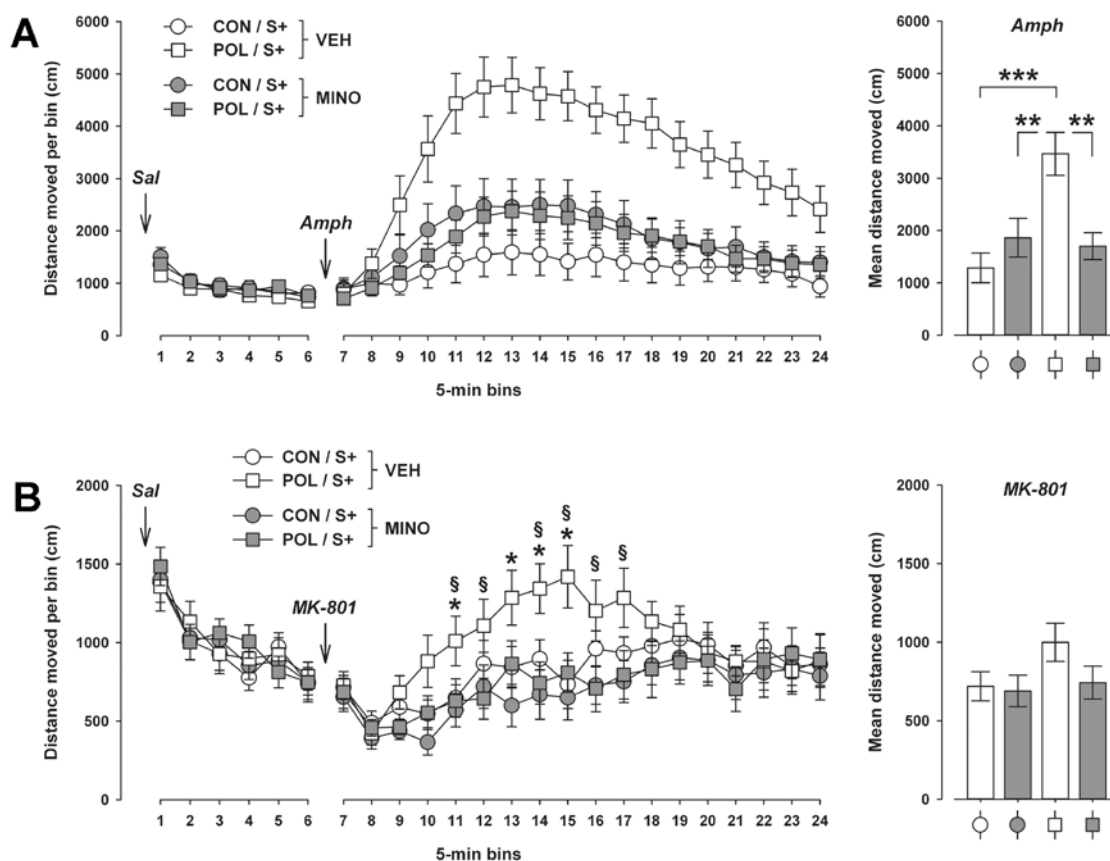 A
CON / S+
POL / S+
VEH
CON / S+
POL / S+
MINO
Distance moved per bin (cm)
6000
5000
4000
3000
2000
1000
0
Sal
Amph
1 2 3 4 5 6 7 8 9 10 11 12 13 14 15 16 17 18 19 20 21 22 23 24
5-min bins
Amph
Mean distance moved (cm)
6000
5000
4000
3000
2000
1000
0
***
** **
B
CON / S+
POL / S+
VEH
CON / S+
POL / S+
MINO
Distance moved per bin (cm)
2000
1500
1000
500
0
Sal
MK-801
§ § § § § §
* * * *
1 2 3 4 5 6 7 8 9 10 11 12 13 14 15 16 17 18 19 20 21 22 23 24
5-min bins
MK-801
Mean distance moved (cm)
2000
1500
1000
500
0